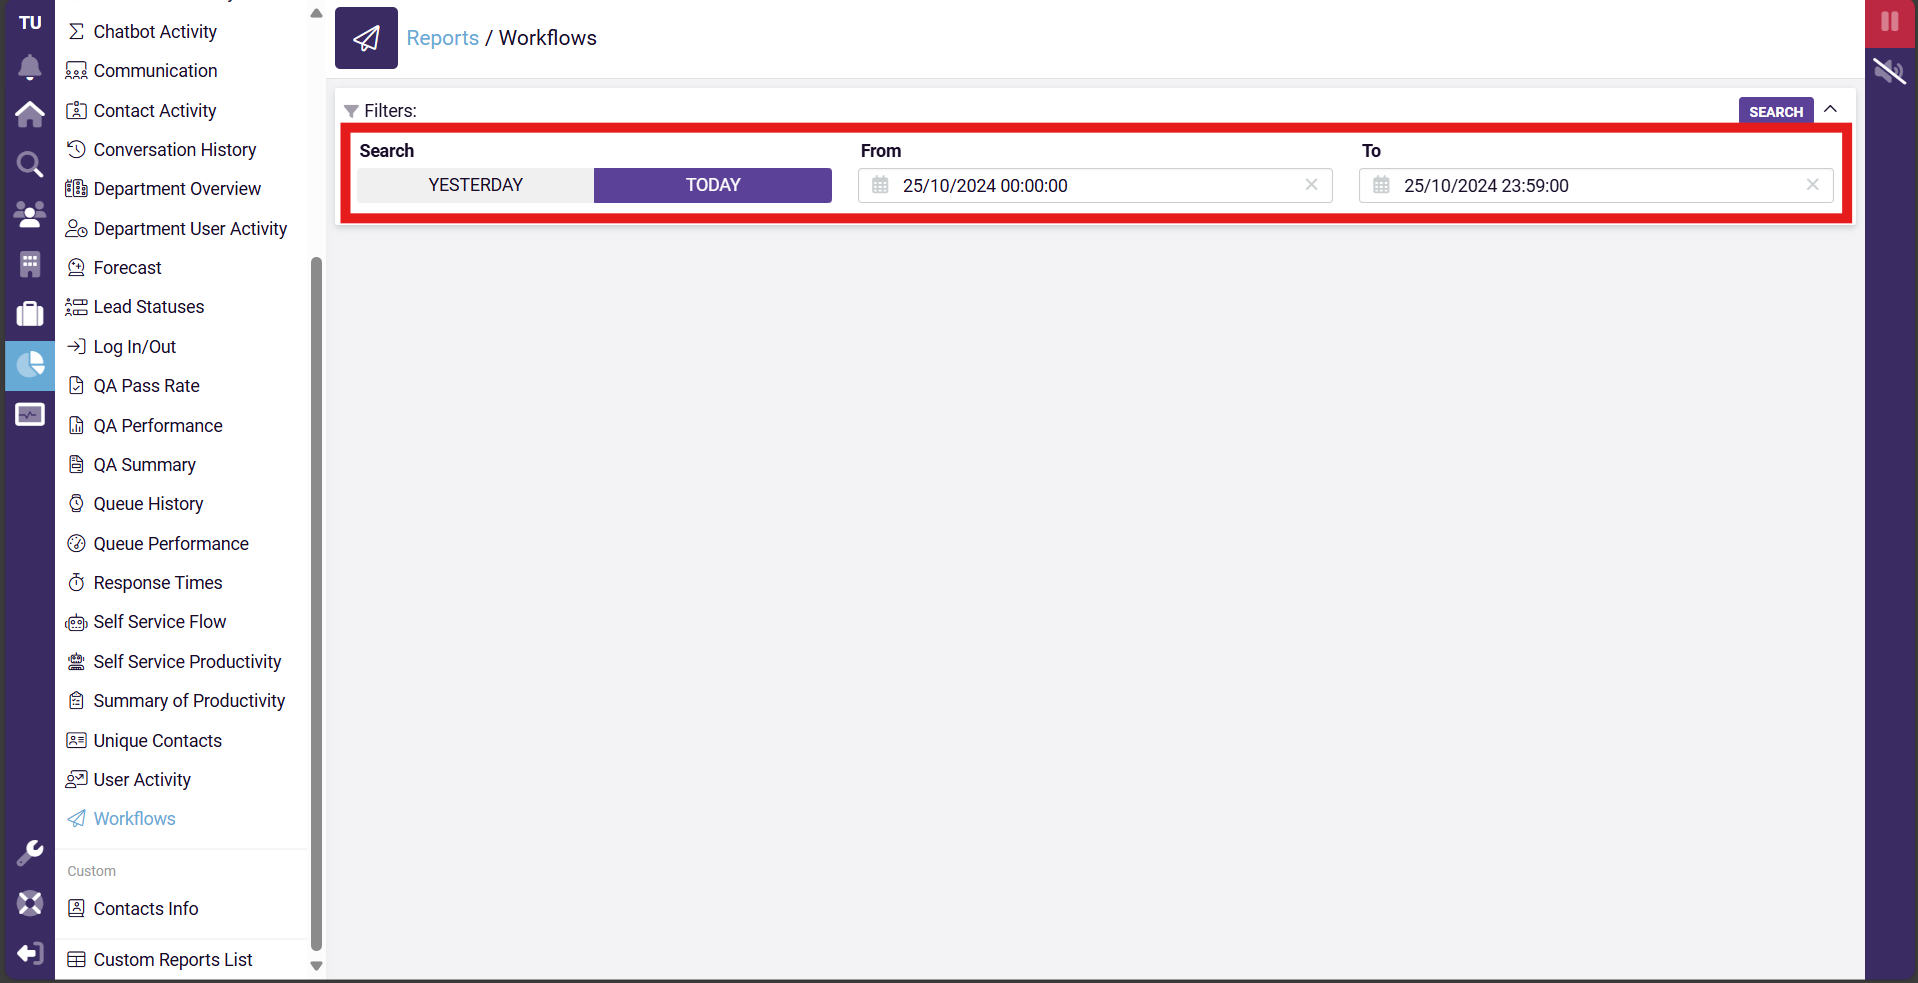 TU
Chatbot Activity
Communication
Contact Activity
Conversation History
Department Overview
Department User Activity
Forecast
Lead Statuses
Log In/Out
QA Pass Rate
QA Performance
QA Summary
Queue History
Queue Performance
Response Times
Self Service Flow
Self Service Productivity
Summary of Productivity
Unique Contacts
User Activity
Workflows
Custom
Contacts Info
Custom Reports List
Reports / Workflows
Filters:
SEARCH
Search From To
YESTERDAY TODAY 25/10/2024 00:00:00 25/10/2024 23:59:00